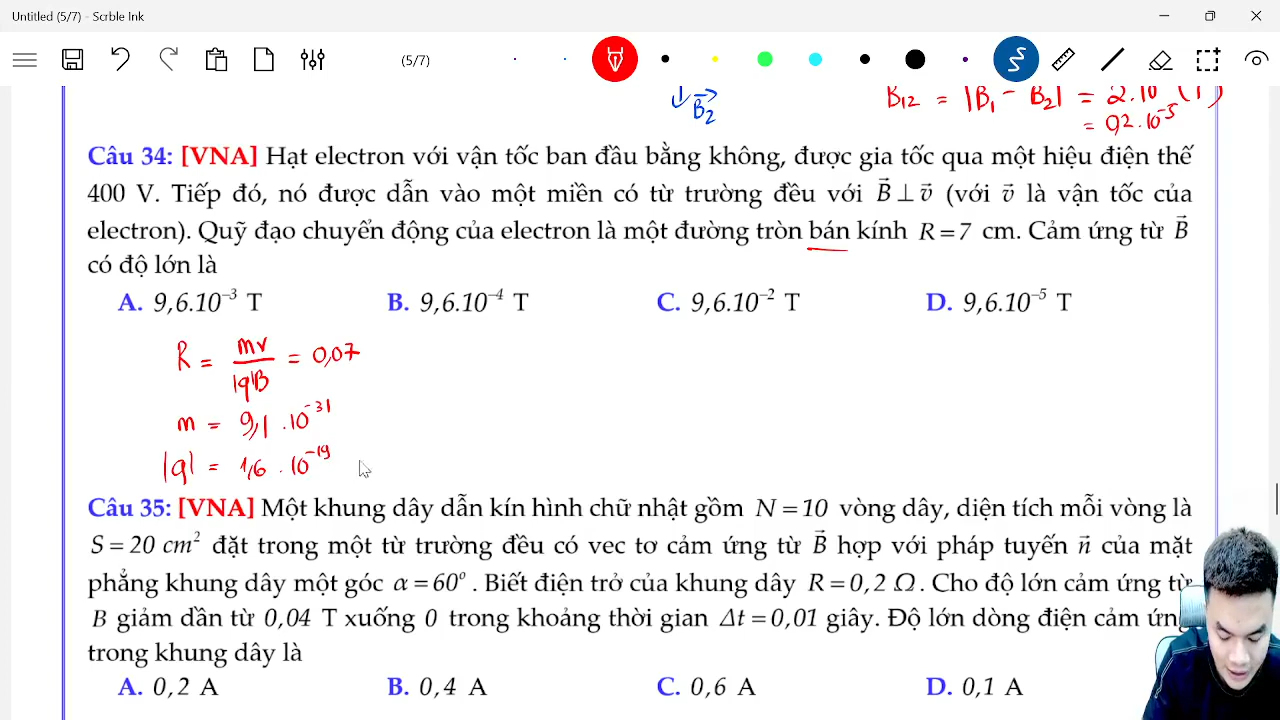 Untitled (5/7) - Scrble Ink
(5/7)
B₂
B₁₂ = |B₁ - B₂| = 2.10 (T)
= 0,2.10⁻⁵
Câu 34: [VNA] Hạt electron với vận tốc ban đầu bằng không, được gia tốc qua một hiệu điện thế
400 V. Tiếp đó, nó được dẫn vào một miền có từ trường đều với B⃗ ⊥ v⃗ (với v⃗ là vận tốc của
electron). Quỹ đạo chuyển động của electron là một đường tròn bán kính R = 7 cm. Cảm ứng từ B⃗
có độ lớn là
A. 9,6.10⁻³ T B. 9,6.10⁻⁴ T C. 9,6.10⁻² T D. 9,6.10⁻⁵ T
R = mv/|q|B = 0,07
m = 9,1 . 10⁻³¹
|q| = 1,6 . 10⁻¹⁹
Câu 35: [VNA] Một khung dây dẫn kín hình chữ nhật gồm N = 10 vòng dây, diện tích mỗi vòng là
S = 20 cm² đặt trong một từ trường đều có vec tơ cảm ứng từ B⃗ hợp với pháp tuyến n⃗ của mặt
phẳng khung dây một góc α = 60° . Biết điện trở của khung dây R = 0,2 Ω. Cho độ lớn cảm ứng từ
B giảm dần từ 0,04 T xuống 0 trong khoảng thời gian Δt = 0,01 giây. Độ lớn dòng điện cảm ứng
trong khung dây là
A. 0,2 A B. 0,4 A C. 0,6 A D. 0,1 A